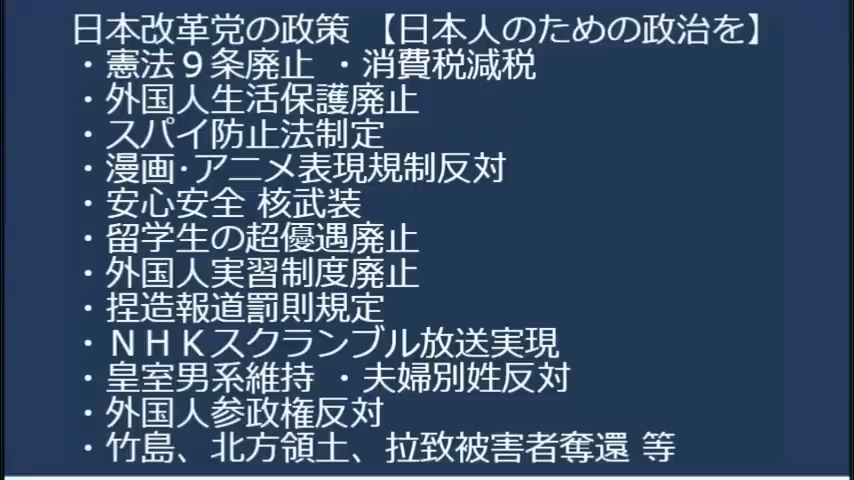 日本改革党の政策 【日本人のための政治を】
・憲法９条廃止 ・消費税減税
・外国人生活保護廃止
・スパイ防止法制定
・漫画･アニメ表現規制反対
・安心安全 核武装
・留学生の超優遇廃止
・外国人実習制度廃止
・捏造報道罰則規定
・ＮＨＫスクランブル放送実現
・皇室男系維持 ・夫婦別姓反対
・外国人参政権反対
・竹島、北方領土、拉致被害者奪還 等